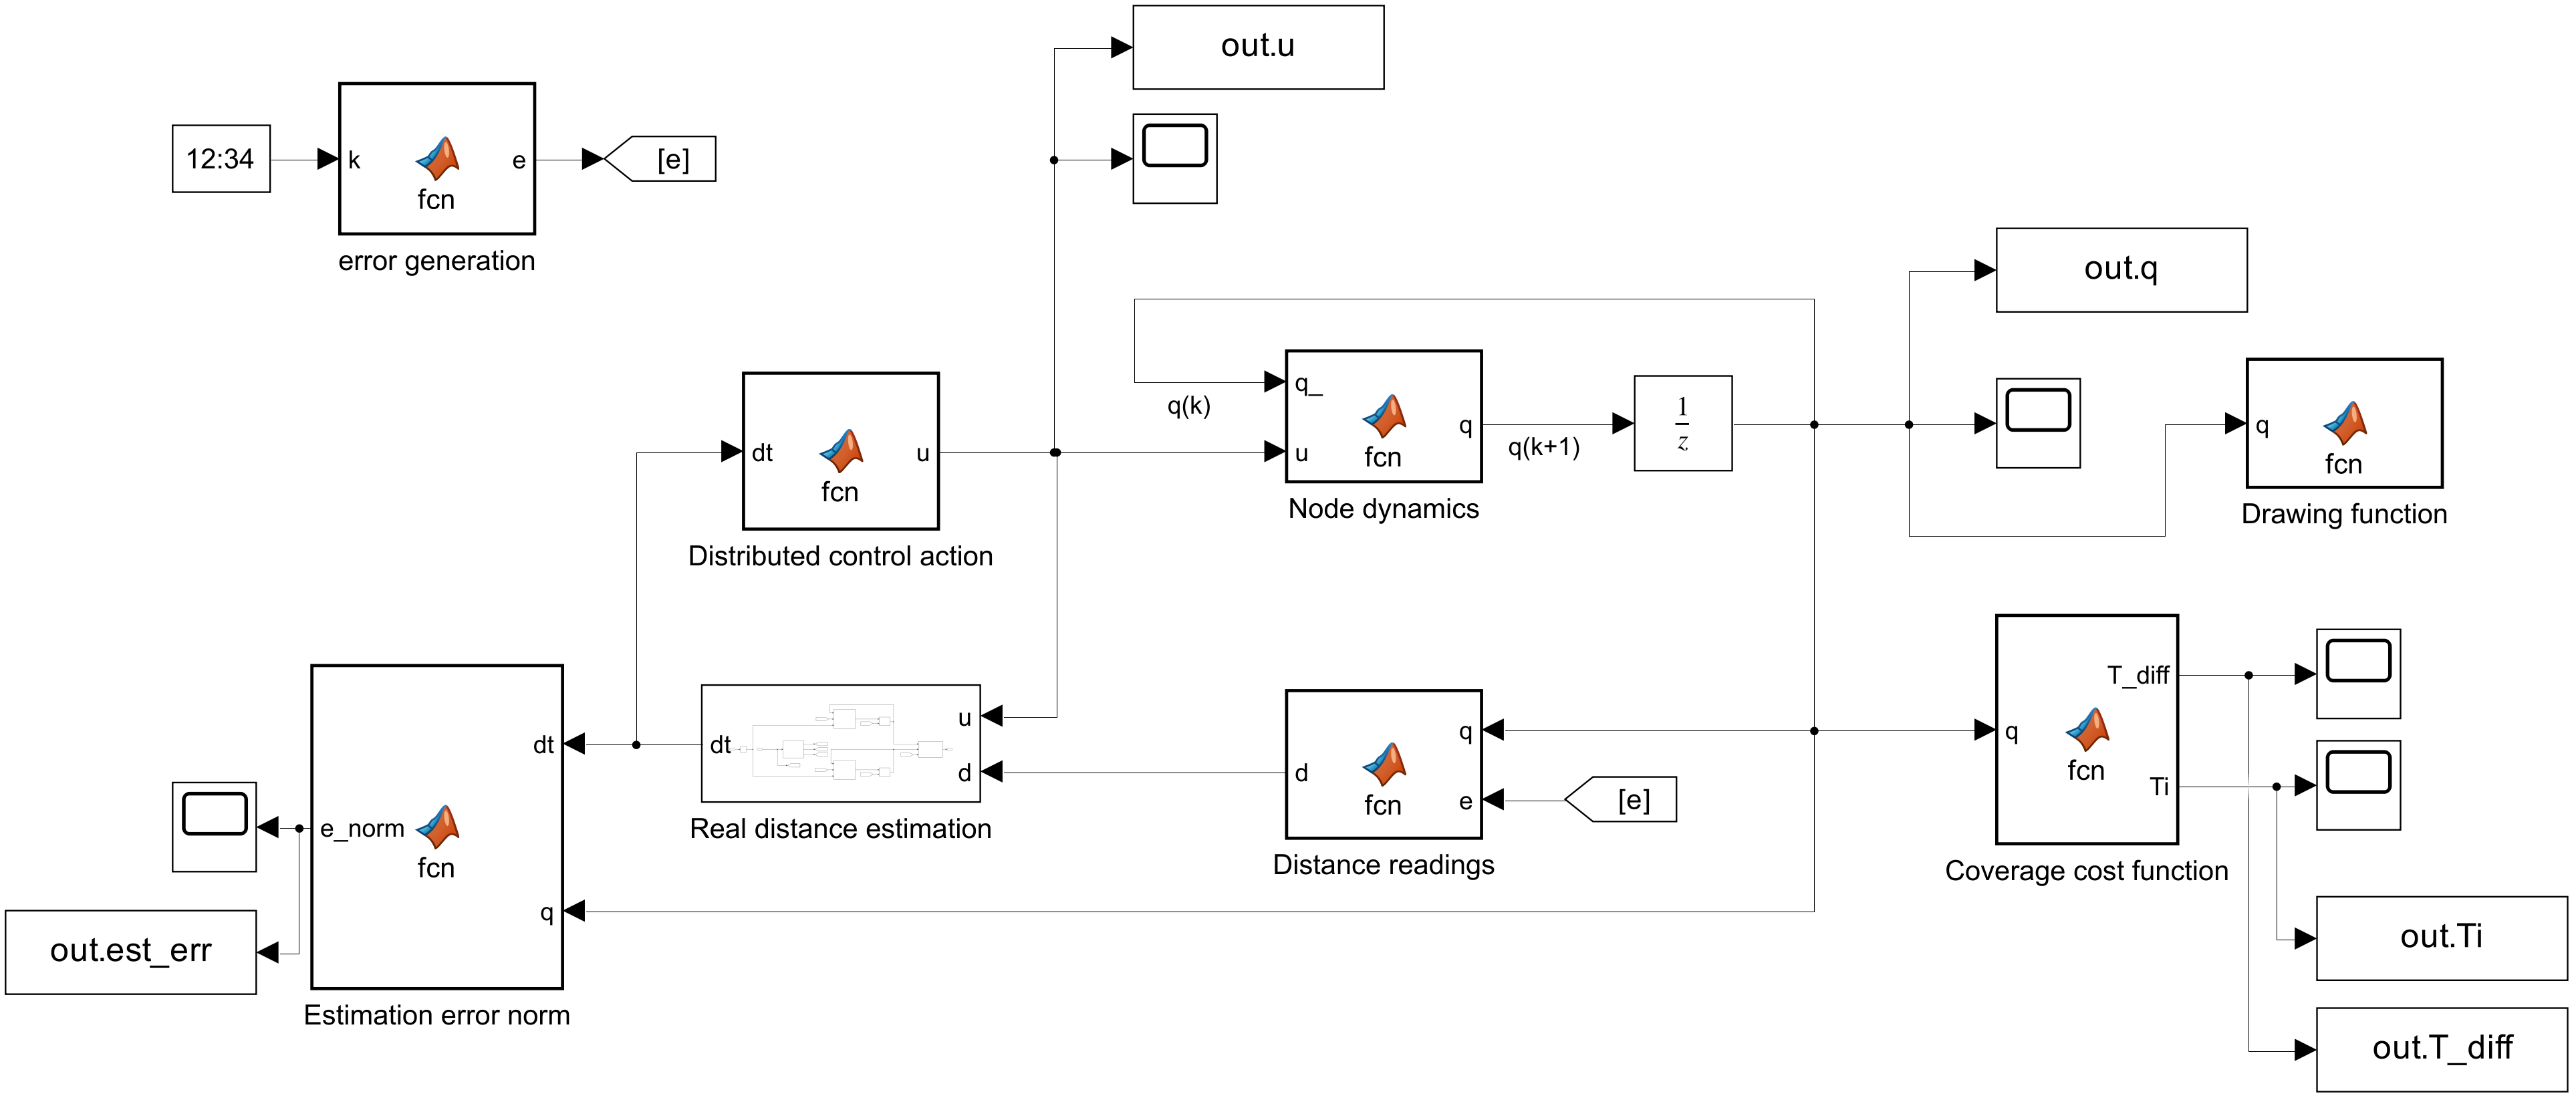 out.u
12:34
k
fcn
e
[e]
error generation
out.q
q_
q(k)
u
fcn
q
Node dynamics
q(k+1)
1
z
q
fcn
Drawing function
dt
fcn
u
Distributed control action
dt
u
d
Real distance estimation
q
e
d
fcn
Distance readings
[e]
q
fcn
T_diff
Ti
Coverage cost function
dt
e_norm
fcn
q
Estimation error norm
out.est_err
out.Ti
out.T_diff